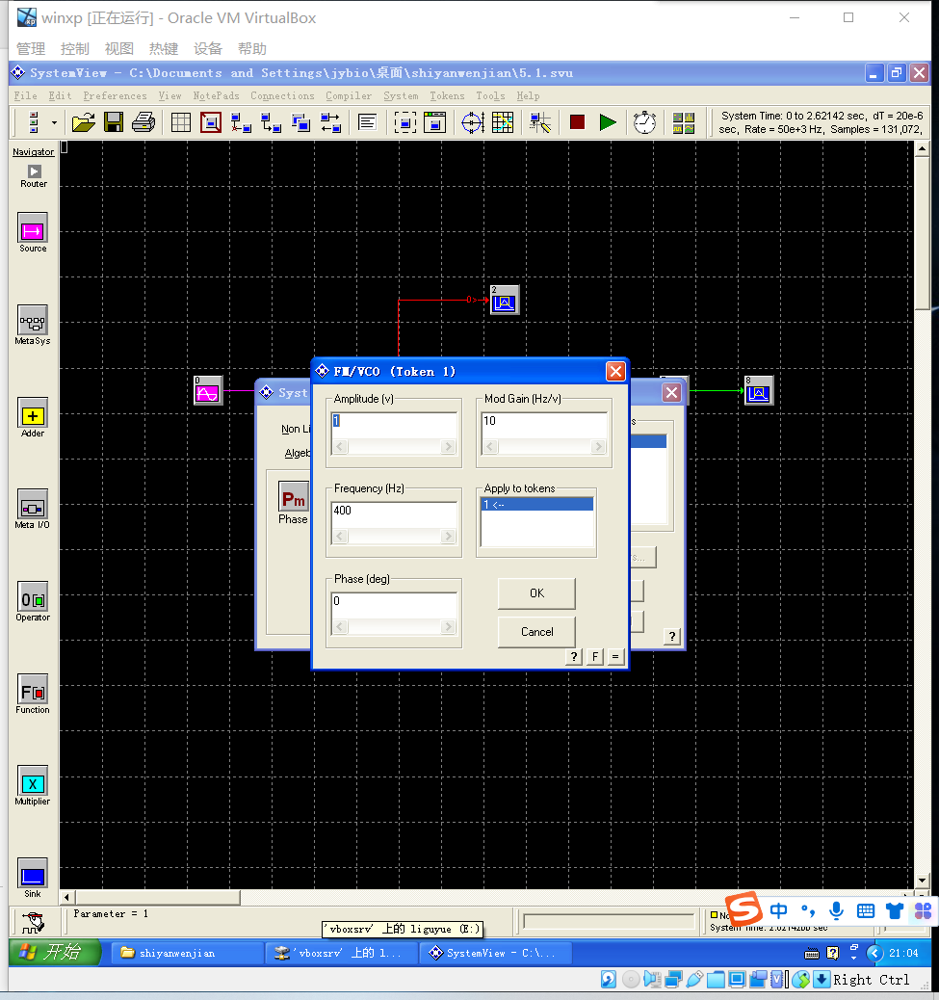 winxp [正在运行] - Oracle VM VirtualBox
管理 控制 视图 热键 设备 帮助
SystemView - C:\Documents and Settings\jybio\桌面\shiyanwenjian\5.1.svu
File Edit Preferences View NotePads Connections Compiler System Tokens Tools Help
System Time: 0 to 2.62142 sec, dT = 20e-6
sec, Rate = 50e+3 Hz, Samples = 131,072,
Navigator
Router
Source
MetaSys
Adder
Meta I/O
Operator
Function
Multiplier
Sink
2
0
8
Syst
Non Li
Algeb
Pm
Phase
s
s...
?
FM/VCO (Token 1)
Amplitude (v)
1
Mod Gain (Hz/v)
10
Frequency (Hz)
400
Apply to tokens
1 <--
Phase (deg)
0
OK
Cancel
? F =
Parameter = 1
'vboxsrv' 上的 liguyue (E:)
No
System Time: 2.62142e0 sec
中
开始
shiyanwenjian
'vboxsrv' 上的 l...
SystemView - C:\...
21:04
Right Ctrl